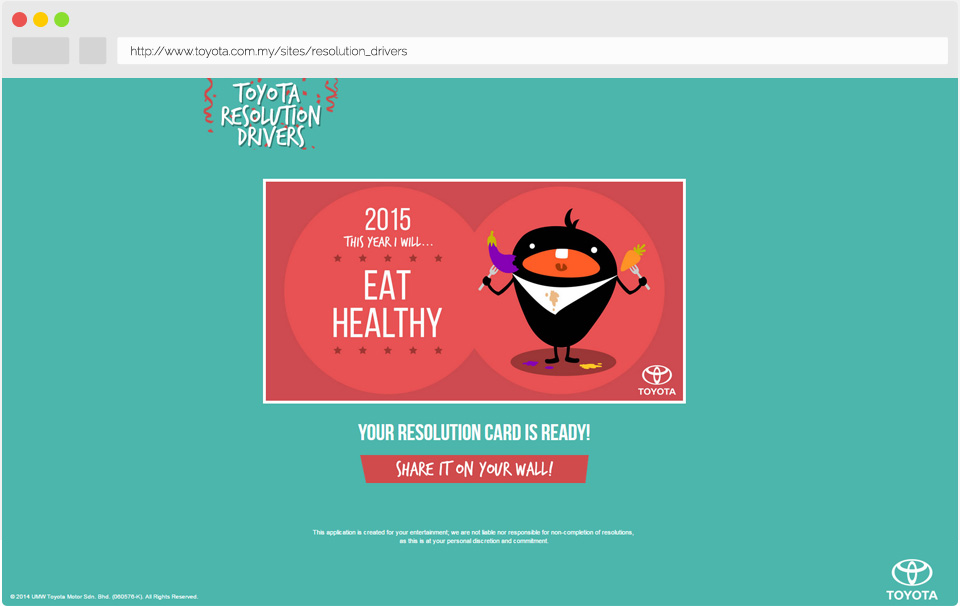 http://www.toyota.com.my/sites/resolution_drivers
TOYOTA
RESOLUTION
DRIVERS
2015
THIS YEAR I WILL...
EAT
HEALTHY
TOYOTA
YOUR RESOLUTION CARD IS READY!
SHARE IT ON YOUR WALL!
This application is created for your entertainment, we are not liable nor responsible for non-completion of resolutions,
as this is at your personal discretion and commitment.
© 2014 UMW Toyota Motor Sdn. Bhd. (060576-K). All Rights Reserved.
TOYOTA